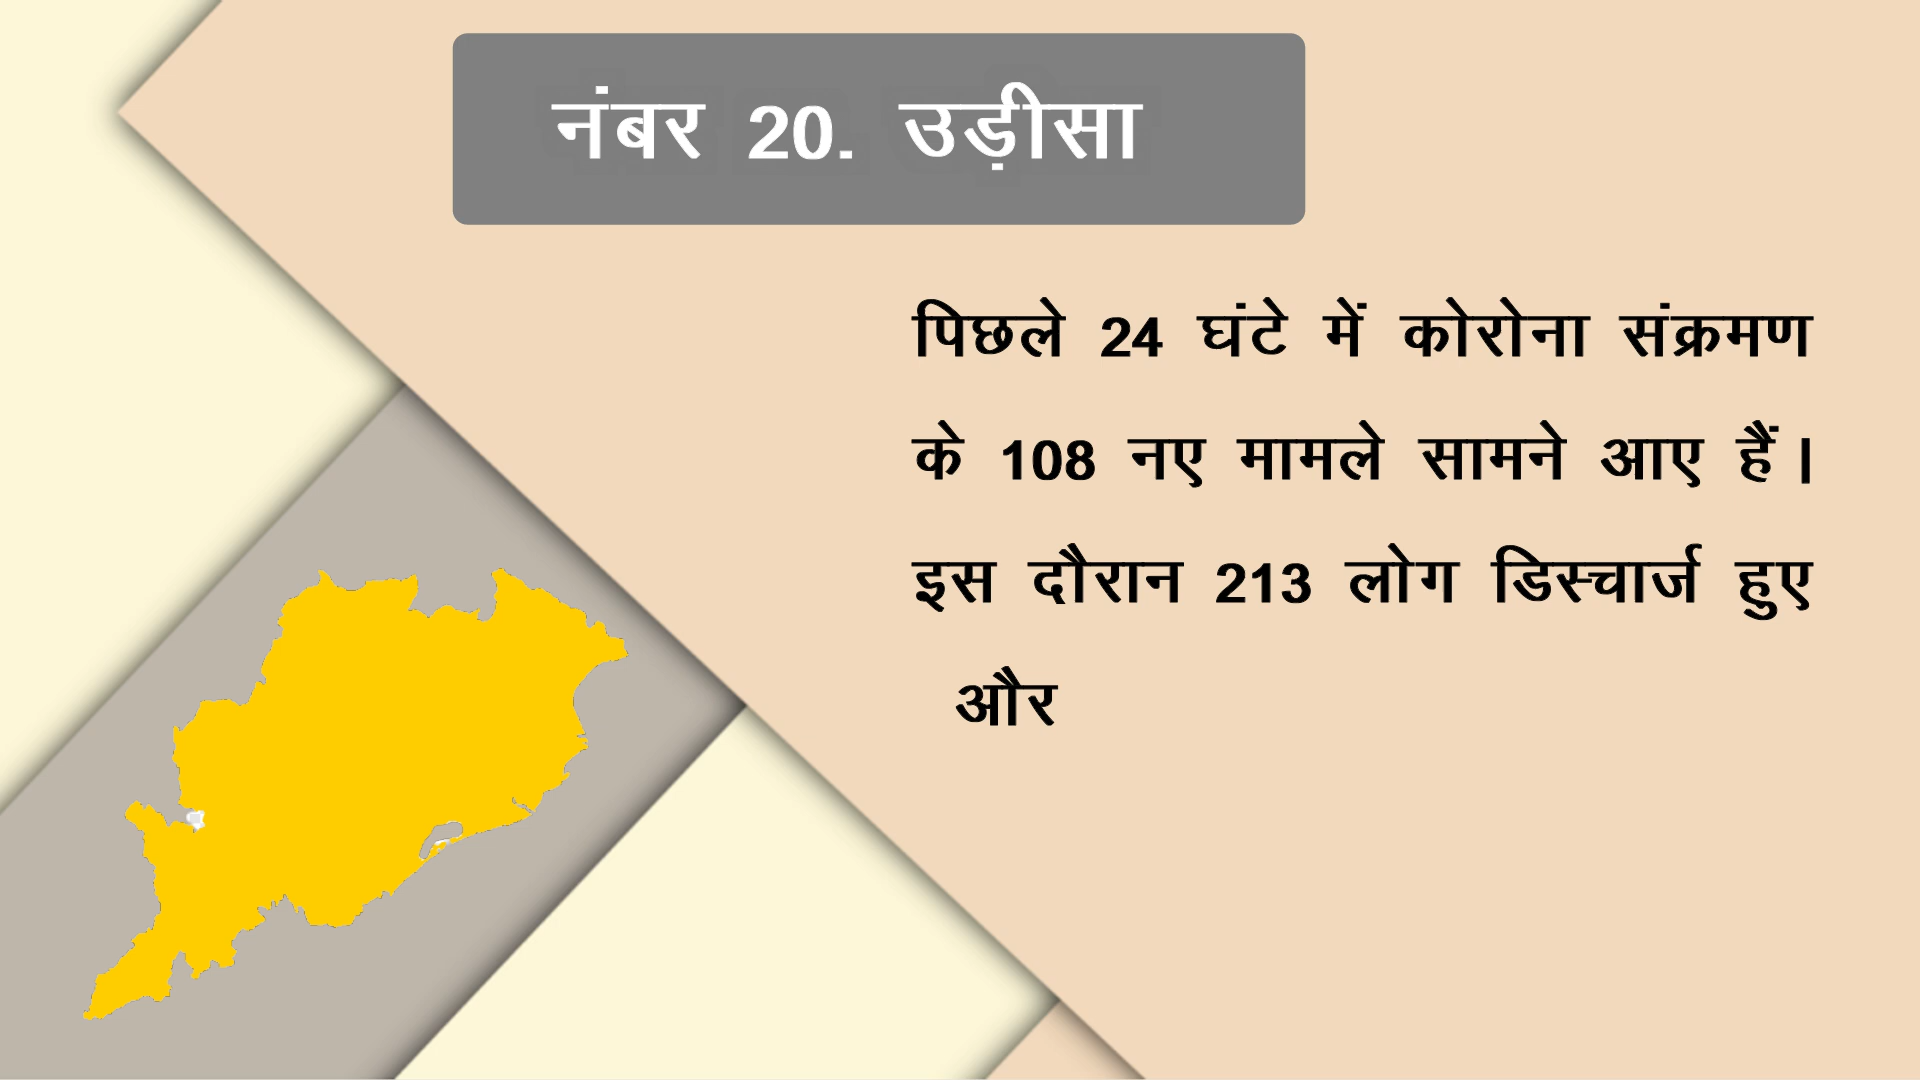 नंबर 20. उड़ीसा
पिछले 24 घंटे में कोरोना संक्रमण
के 108 नए मामले सामने आए हैं।
इस दौरान 213 लोग डिस्चार्ज हुए
और